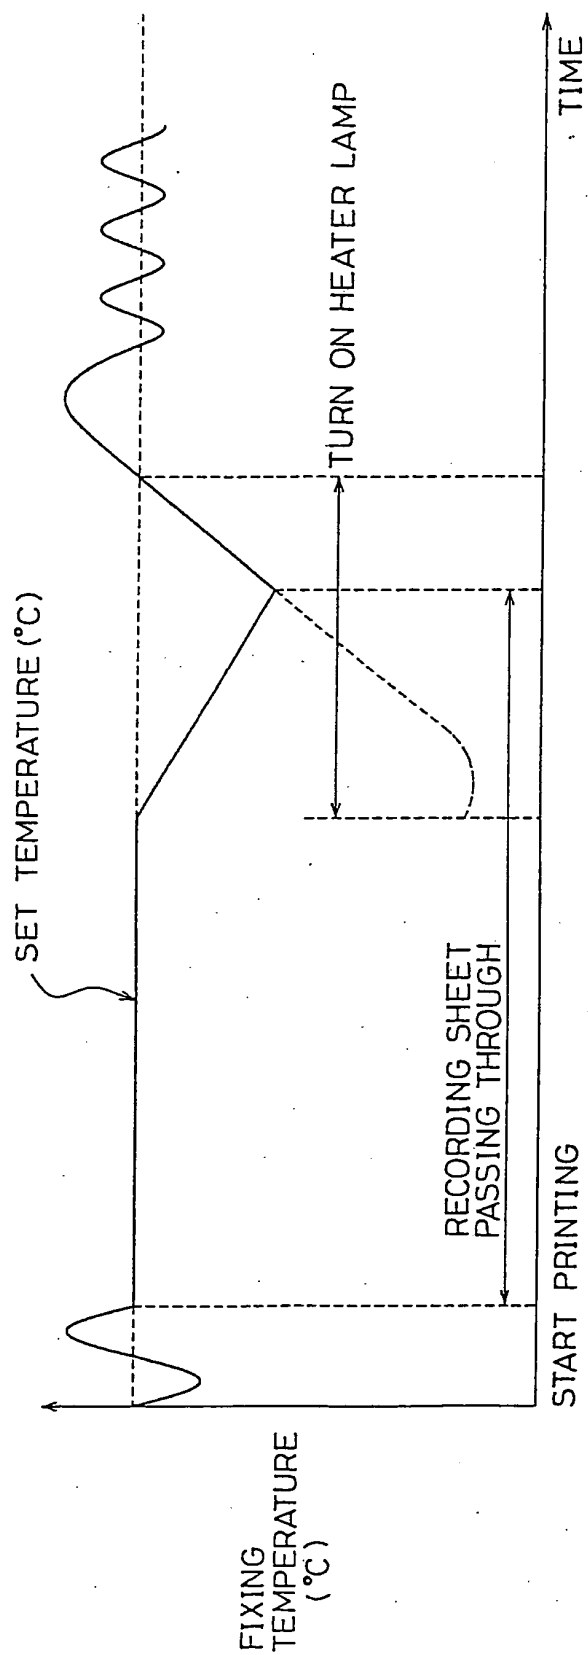 SET TEMPERATURE (°C)
FIXING
TEMPERATURE
(°C)
TURN ON HEATER LAMP
RECORDING SHEET
PASSING THROUGH
START PRINTING
TIME